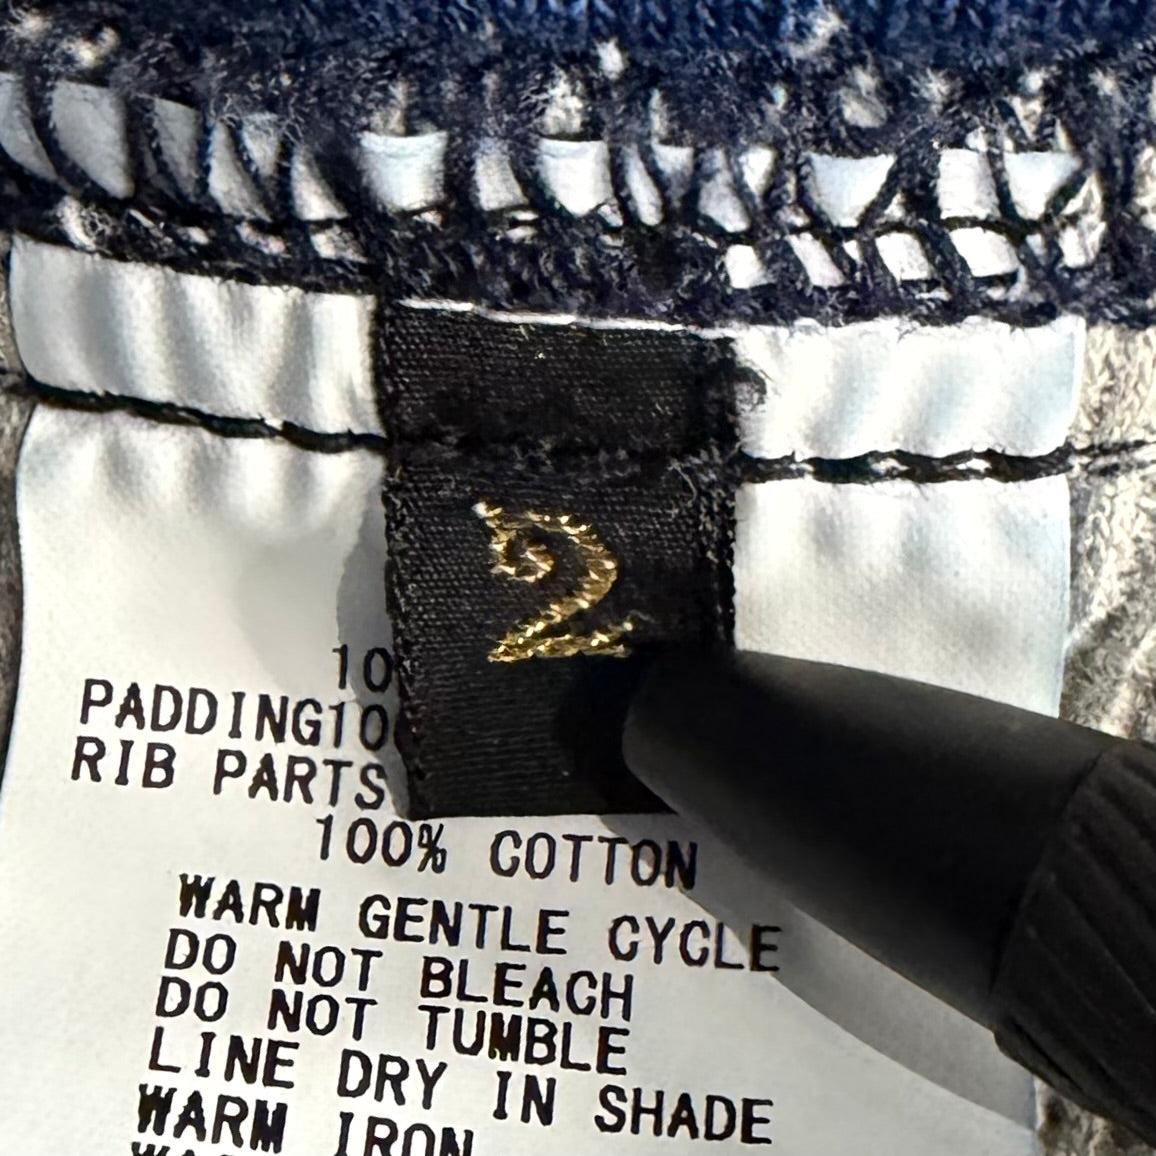 2
10
PADDING10
RIB PARTS
100% COTTON
WARM GENTLE CYCLE
DO NOT BLEACH
DO NOT TUMBLE
LINE DRY IN SHADE
WARM IRON